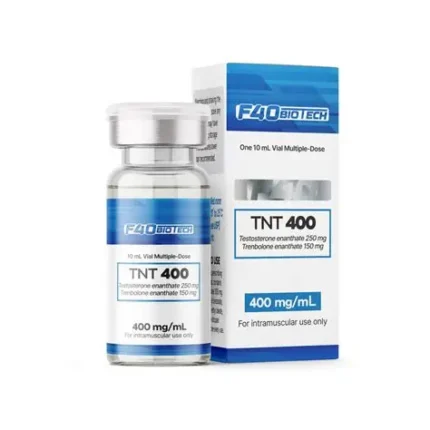 F40 BIOTECH
10 mL Vial Multiple-Dose
TNT 400
Testosterone enanthate 250 mg
Trenbolone enanthate 150 mg
400 mg/mL
For intramuscular use only
F40 BIOTECH
One 10 mL Vial Multiple-Dose
TNT 400
Testosterone enanthate 250 mg
Trenbolone enanthate 150 mg
400 mg/mL
For intramuscular use only